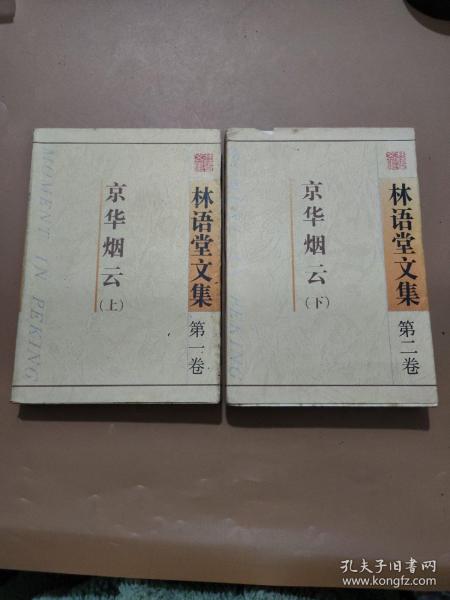 MOMENT IN PEKING
京华烟云
（上）
林语堂文集
第一卷
京华烟云
（下）
林语堂文集
第二卷
孔夫子旧书网
www.kongfz.com